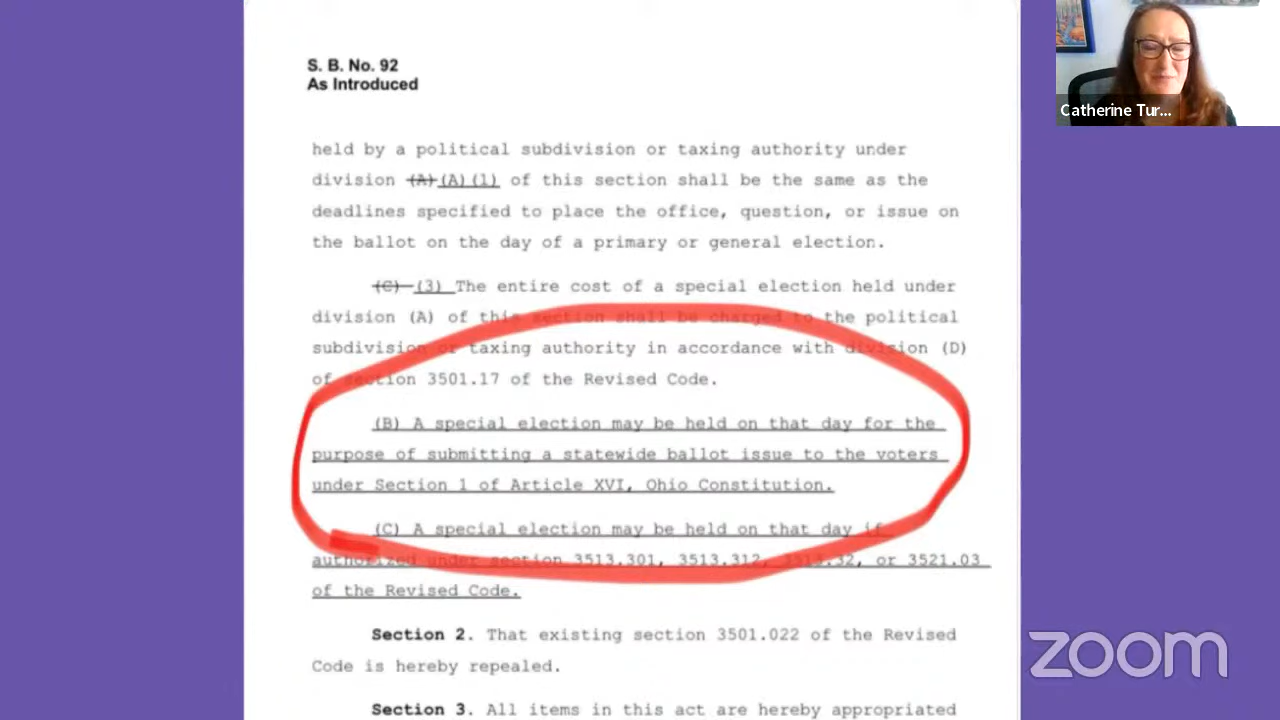 S. B. No. 92
As Introduced
held by a political subdivision or taxing authority under
division (A) (A)(1) of this section shall be the same as the
deadlines specified to place the office, question, or issue on
the ballot on the day of a primary or general election.
(C) (3) The entire cost of a special election held under
division (A) of this section shall be charged to the political
subdivision or taxing authority in accordance with division (D)
of section 3501.17 of the Revised Code.
(B) A special election may be held on that day for the
purpose of submitting a statewide ballot issue to the voters
under Section 1 of Article XVI, Ohio Constitution.
(C) A special election may be held on that day if
authorized under section 3513.301, 3513.312, 3513.32, or 3521.03
of the Revised Code.
Section 2. That existing section 3501.022 of the Revised
Code is hereby repealed.
Section 3. All items in this act are hereby appropriated
Catherine Tur...
zoom